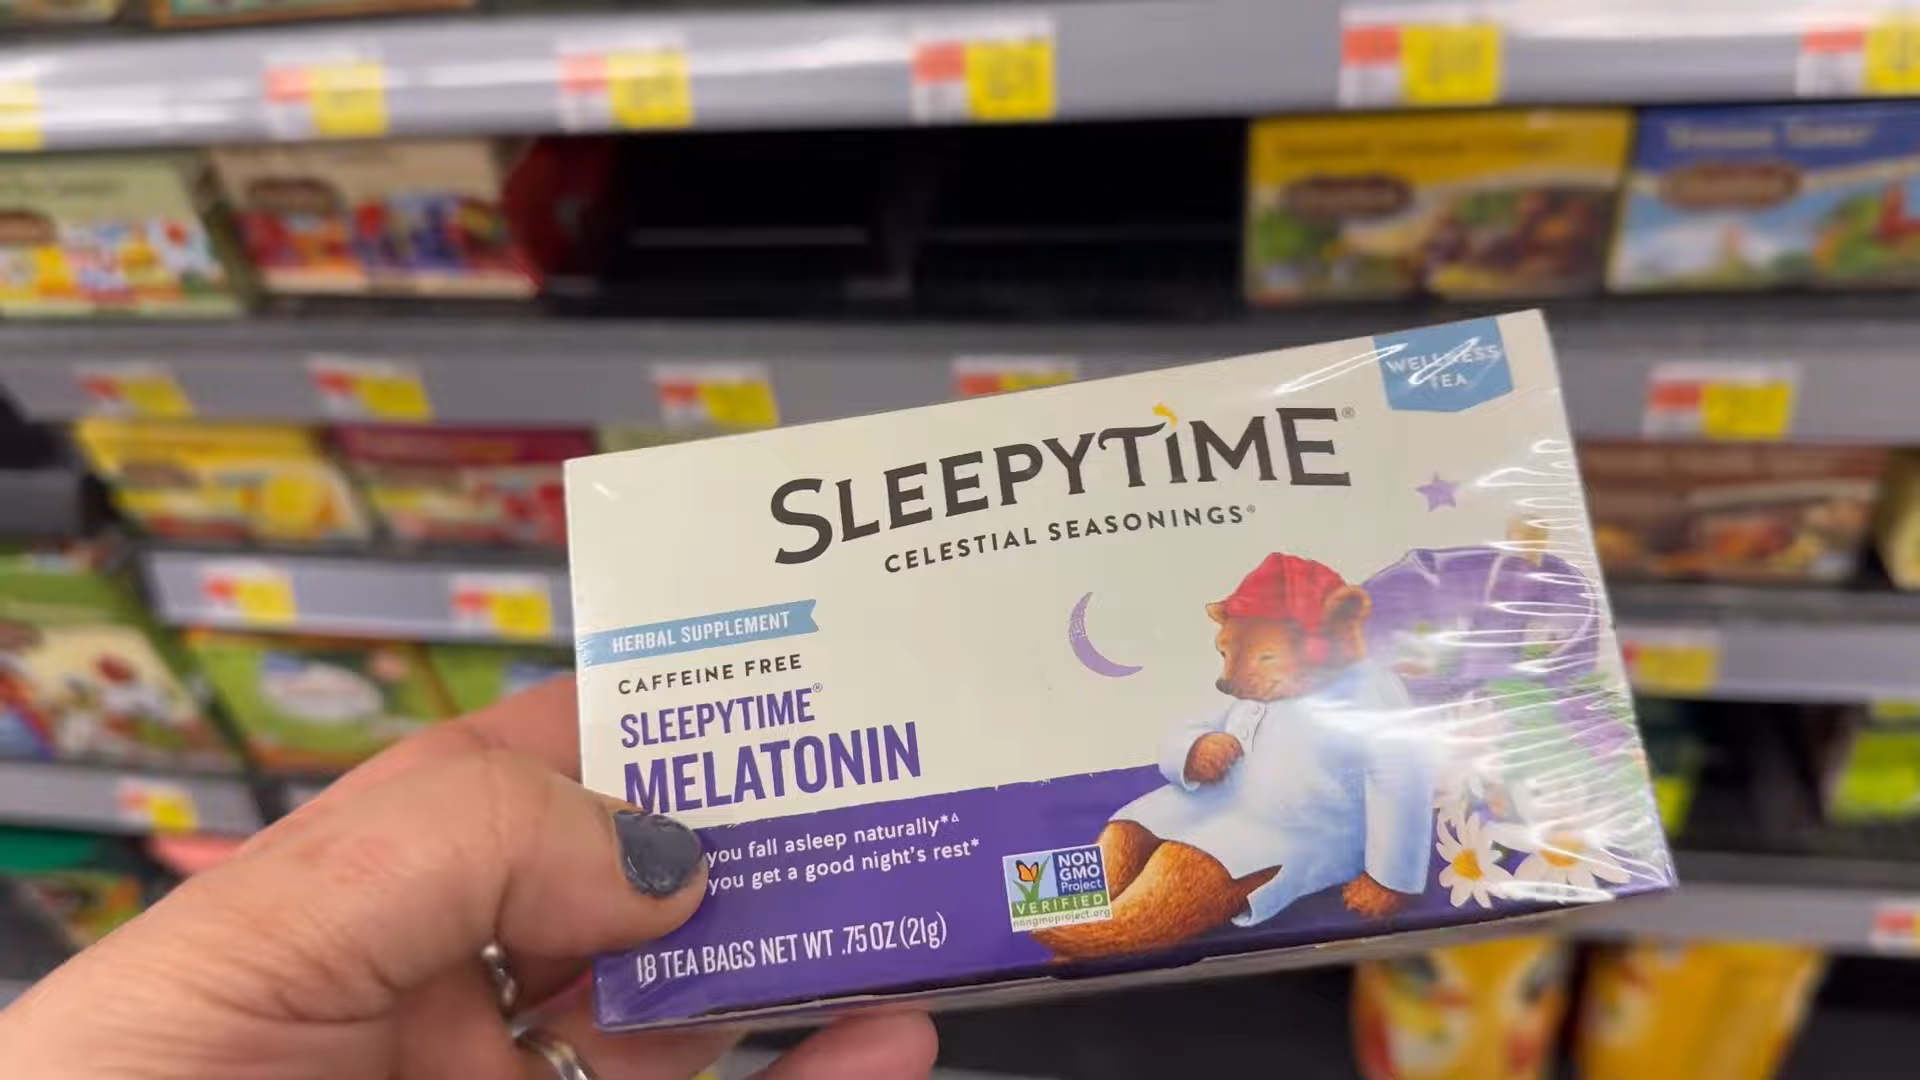 WELLNESS
TEA
SLEEPYTIME®
CELESTIAL SEASONINGS®
HERBAL SUPPLEMENT
CAFFEINE FREE
SLEEPYTIME®
MELATONIN
you fall asleep naturally*Δ
you get a good night's rest*
NON
GMO
Project
VERIFIED
nongmoproject.org
18 TEA BAGS NET WT .75 OZ (21g)